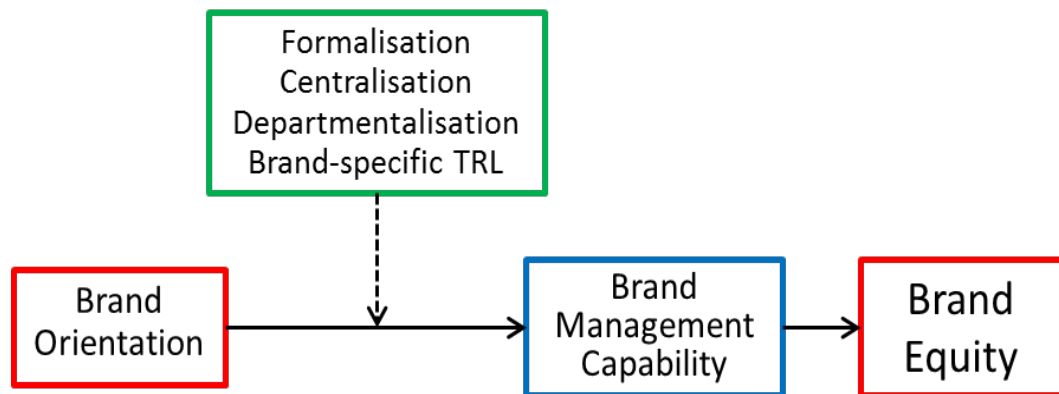 Formalisation
Centralisation
Departmentalisation
Brand-specific TRL
Brand
Orientation
Brand
Management
Capability
Brand
Equity